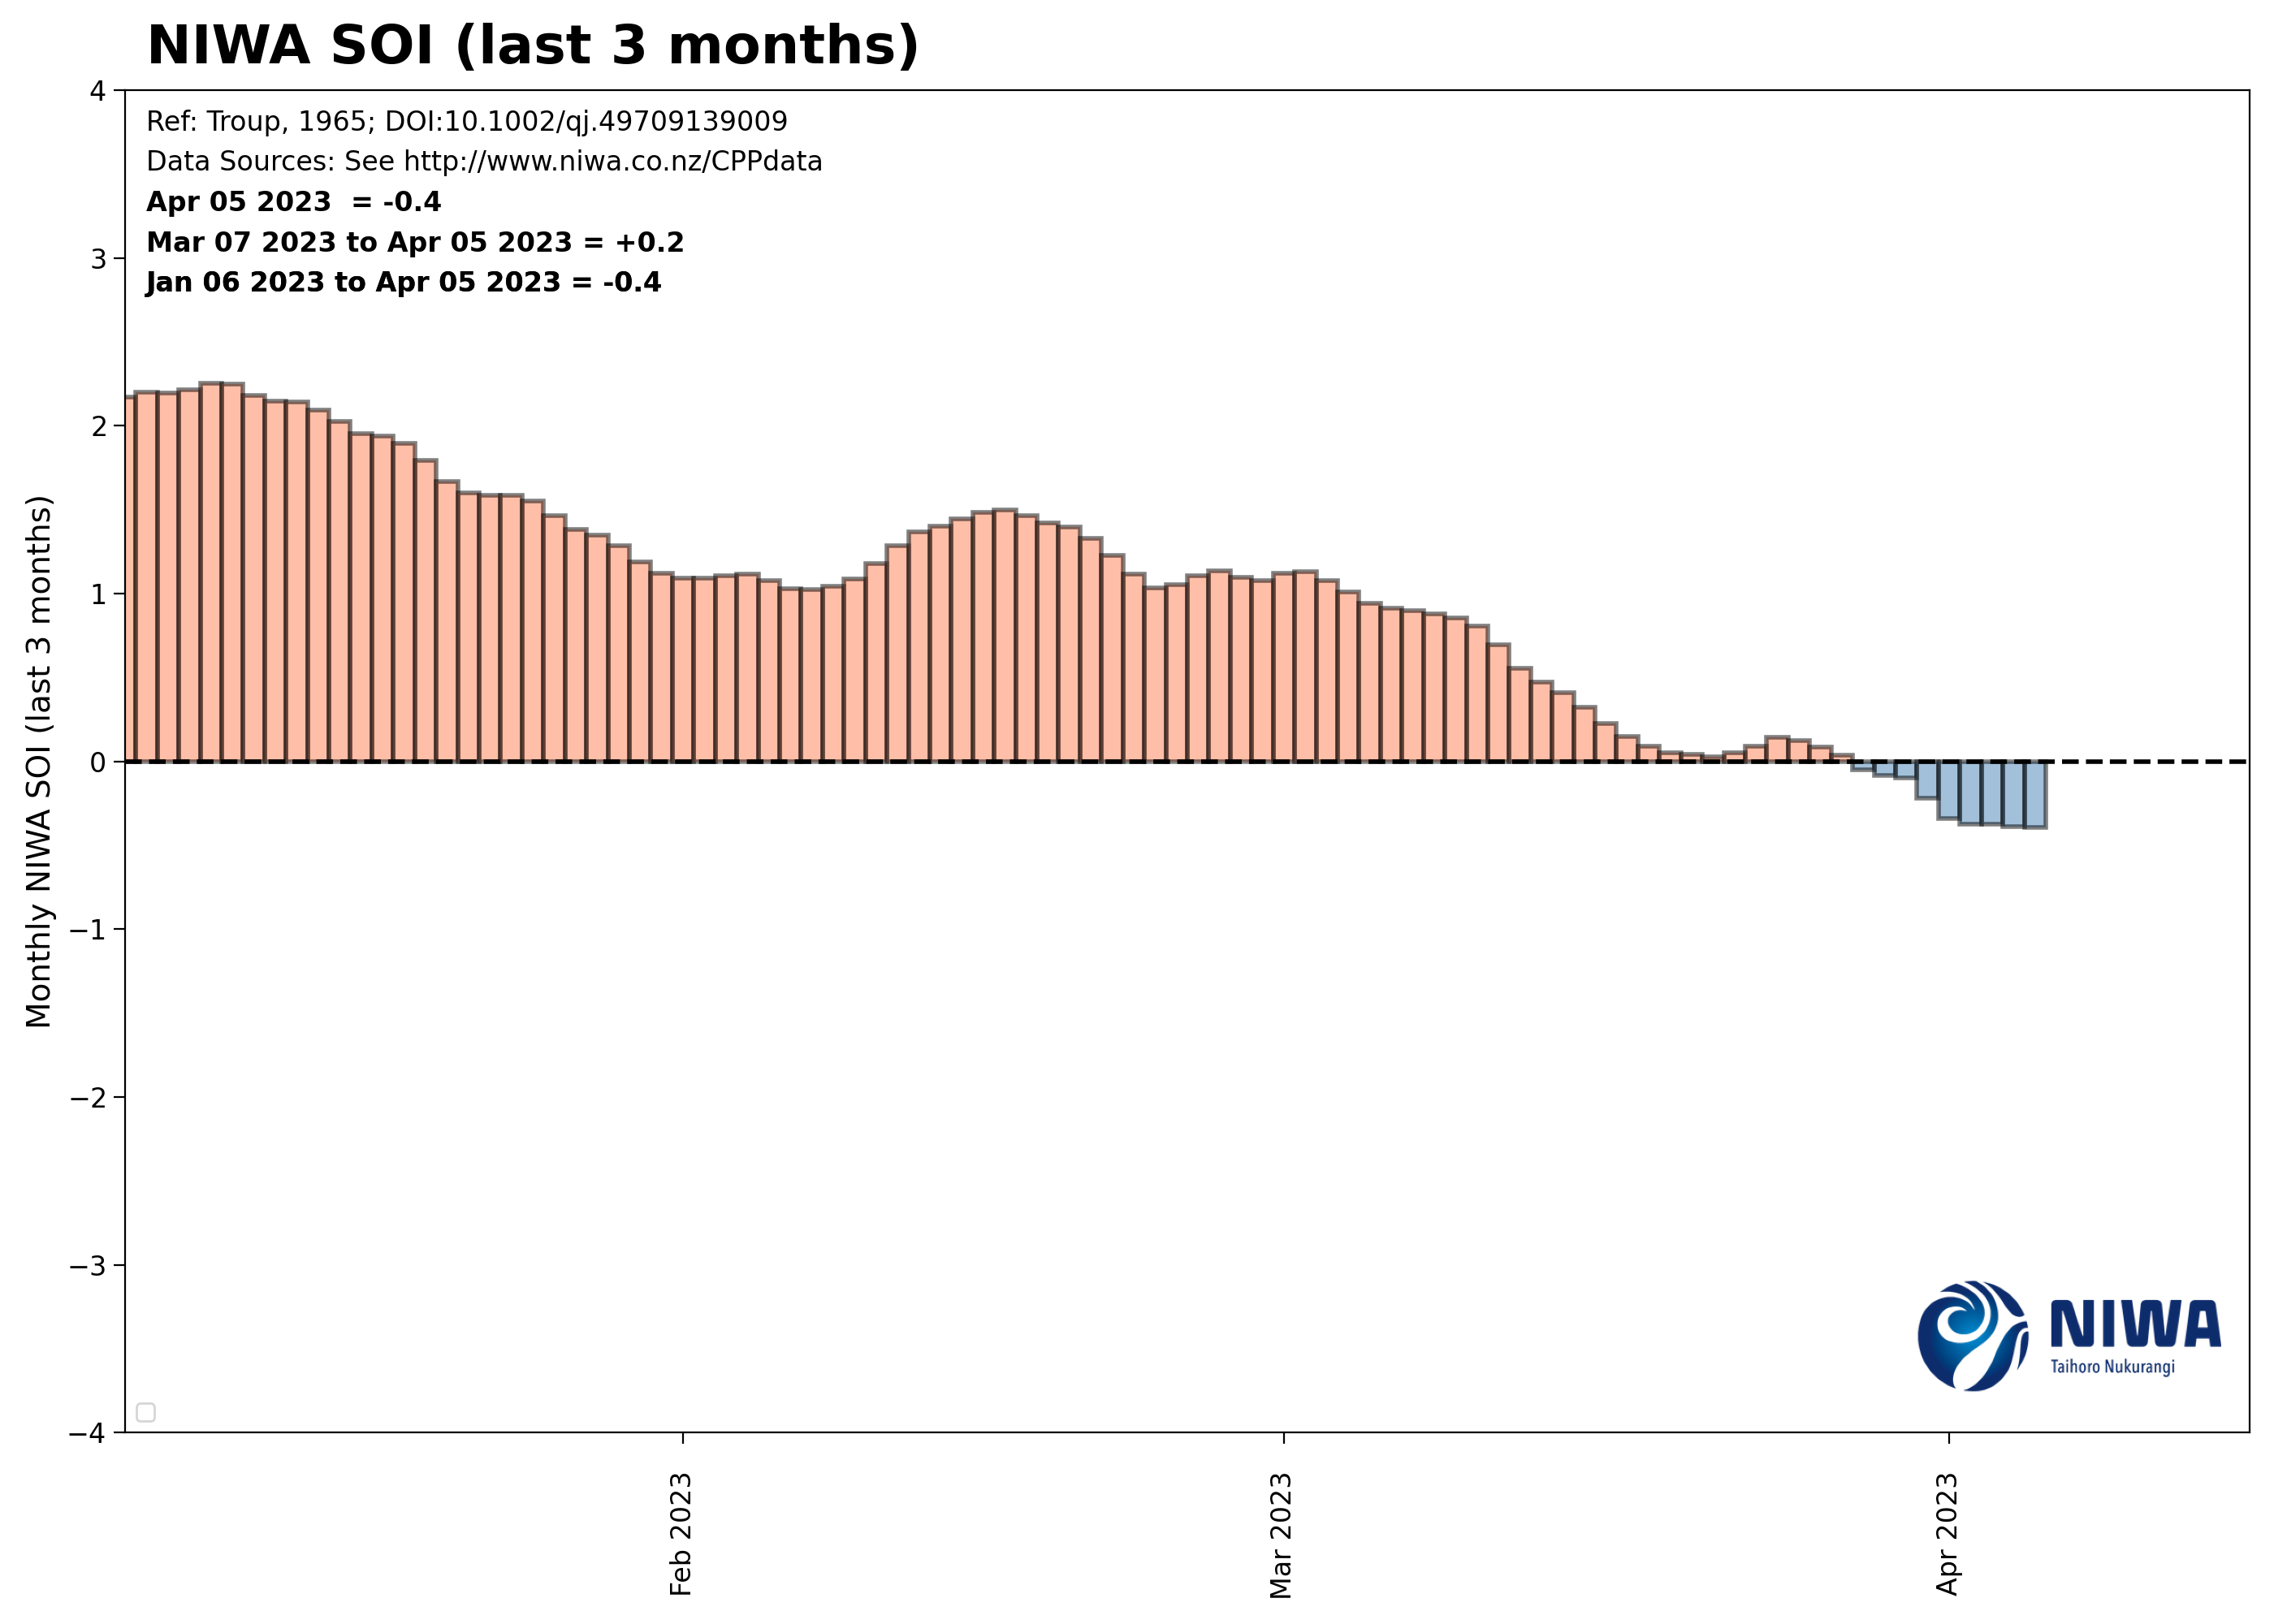 NIWA SOI (last 3 months)
Ref: Troup, 1965; DOI:10.1002/qj.49709139009
Data Sources: See http://www.niwa.co.nz/CPPdata
Apr 05 2023  = -0.4
Mar 07 2023 to Apr 05 2023 = +0.2
Jan 06 2023 to Apr 05 2023 = -0.4
Monthly NIWA SOI (last 3 months)
4
3
2
1
0
−1
−2
−3
−4
Feb 2023
Mar 2023
Apr 2023
NIWA
Taihoro Nukurangi